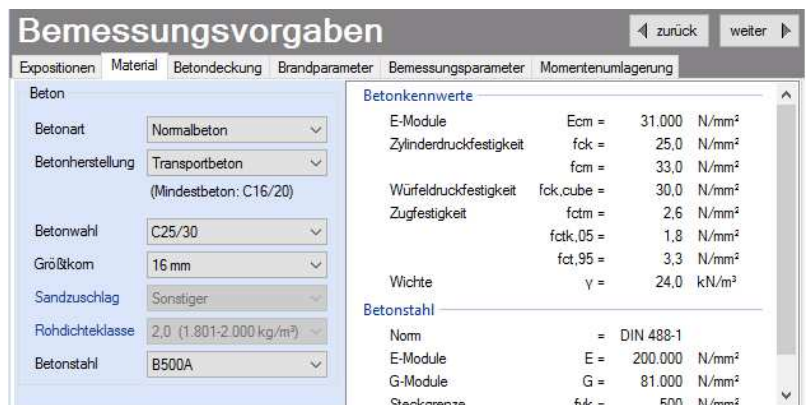 Bemessungsvorgaben
zurück
weiter
Expositionen Material Betondeckung Brandparameter Bemessungsparameter Momentenumlagerung
Beton
Betonart Normalbeton
Betonherstellung Transportbeton
(Mindestbeton: C16/20)
Betonwahl C25/30
Größtkorn 16 mm
Sandzuschlag Sonstiger
Rohdichteklasse 2,0 (1.801-2.000 kg/m³)
Betonstahl B500A
Betonkennwerte
E-Module Ecm = 31.000 N/mm²
Zylinderdruckfestigkeit fck = 25,0 N/mm²
fcm = 33,0 N/mm²
Würfeldruckfestigkeit fck,cube = 30,0 N/mm²
Zugfestigkeit fctm = 2,6 N/mm²
fctk,05 = 1,8 N/mm²
fct,95 = 3,3 N/mm²
Wichte γ = 24,0 kN/m³
Betonstahl
Norm = DIN 488-1
E-Module E = 200.000 N/mm²
G-Module G = 81.000 N/mm²
Steckgrenze fyk = 500 N/mm²